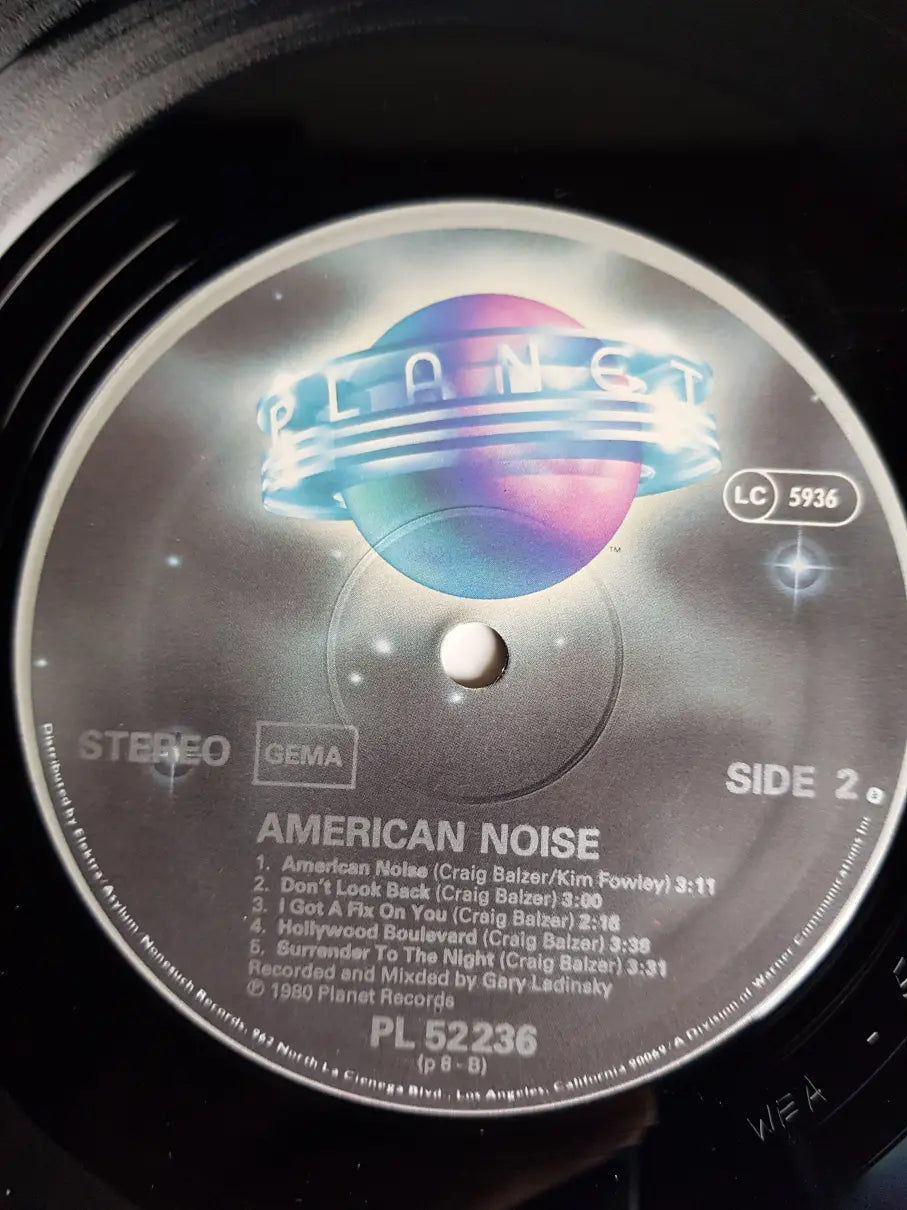 PLANET
TM
LC 5936
STEREO GEMA
SIDE 2
AMERICAN NOISE
1. American Noise (Craig Balzer/Kim Fowley) 3:11
2. Don't Look Back (Craig Balzer) 3:00
3. I Got A Fix On You (Craig Balzer) 2:16
4. Hollywood Boulevard (Craig Balzer) 3:38
5. Surrender To The Night (Craig Balzer) 3:31
Recorded and Mixded by Gary Ladinsky
℗ 1980 Planet Records
PL 52236
(p 8 - B)
Distributed by Elektra/Asylum/Nonesuch Records, 962 North La Cienega Blvd., Los Angeles, California 90069/A Division of Warner Communications Inc
WEA -